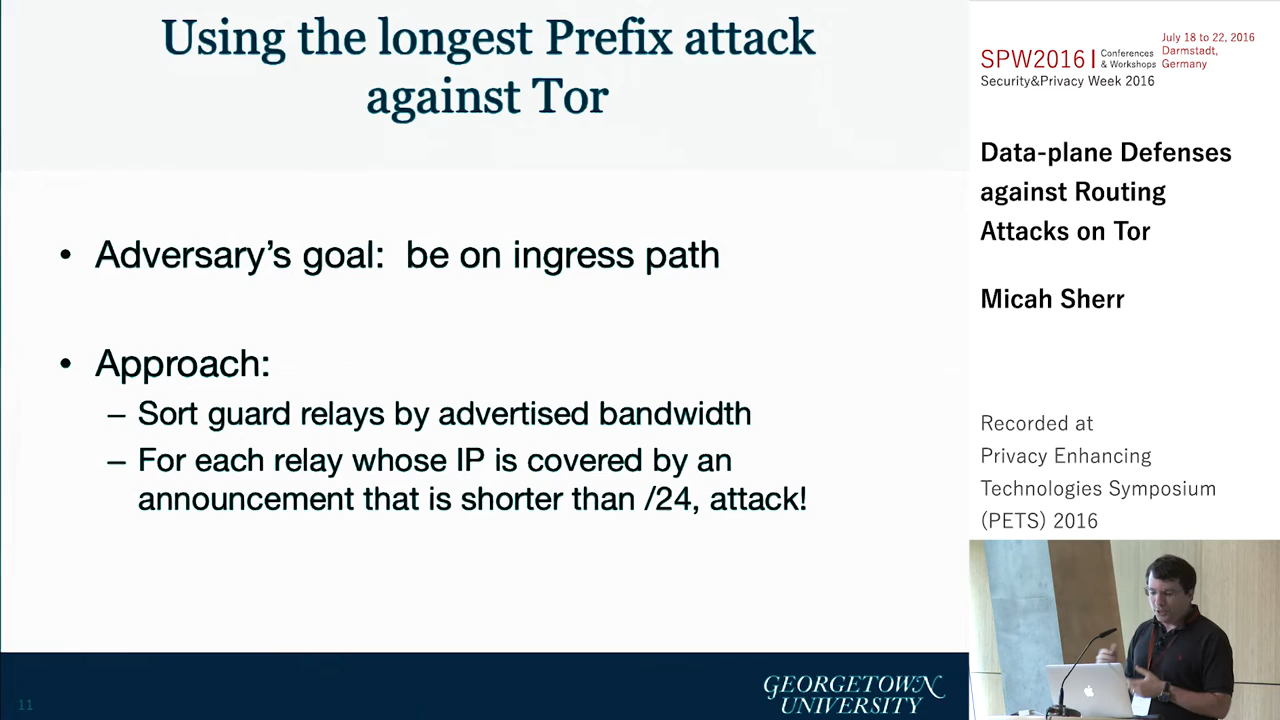 Using the longest Prefix attack
against Tor
• Adversary's goal: be on ingress path
• Approach:
– Sort guard relays by advertised bandwidth
– For each relay whose IP is covered by an
announcement that is shorter than /24, attack!
11
GEORGETOWN
UNIVERSITY
SPW2016 | Conferences
& Workshops
Security&Privacy Week 2016
July 18 to 22, 2016
Darmstadt,
Germany
Data-plane Defenses
against Routing
Attacks on Tor
Micah Sherr
Recorded at
Privacy Enhancing
Technologies Symposium
(PETS) 2016